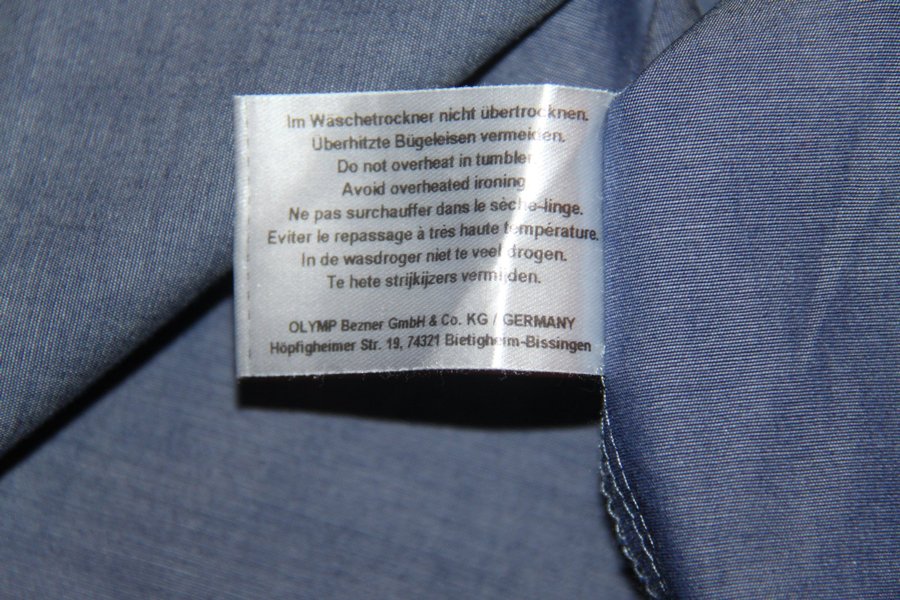 Im Wäschetrockner nicht übertrocknen.
Überhitzte Bügeleisen vermeiden.
Do not overheat in tumbler
Avoid overheated ironing
Ne pas surchauffer dans le sèche-linge.
Eviter le repassage à très haute température.
In de wasdroger niet te veel drogen.
Te hete strijkijzers vermijden.
OLYMP Bezner GmbH & Co. KG / GERMANY
Höpfigheimer Str. 19, 74321 Bietigheim-Bissingen